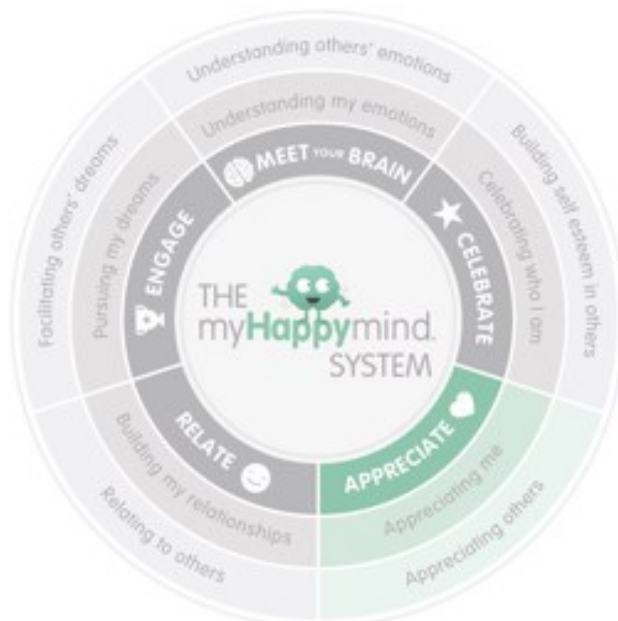 Understanding others' emotions
Understanding my emotions
MEET YOUR BRAIN
Building self esteem in others
Celebrating who I am
CELEBRATE
APPRECIATE
Appreciating me
Appreciating others
RELATE
Building my relationships
Relating to others
ENGAGE
Pursuing my dreams
Facilitating others' dreams
THE
myHappymind.
SYSTEM